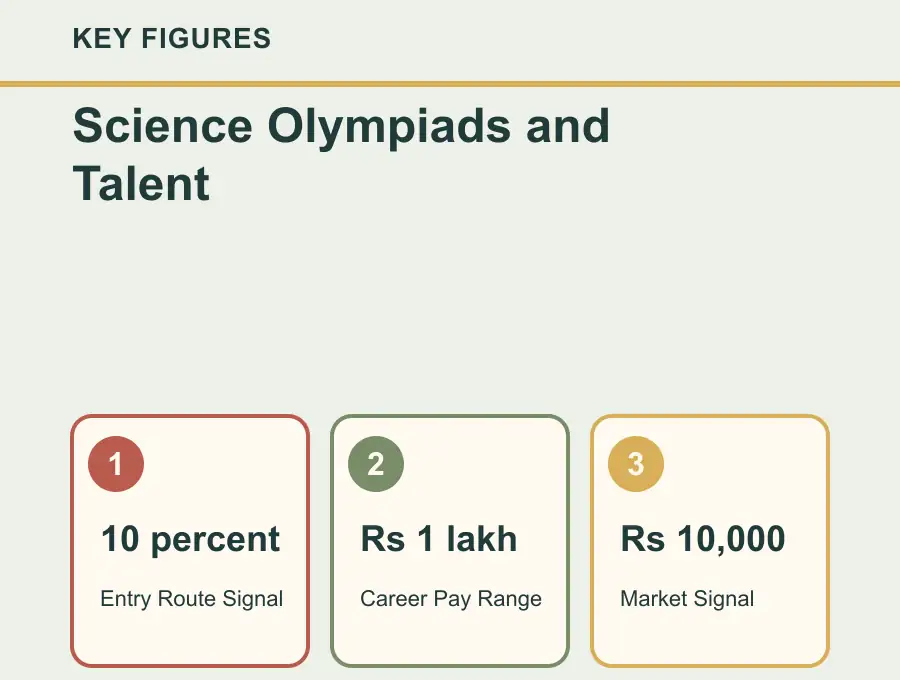 KEY FIGURES
Science Olympiads and
Talent
1
10 percent
Entry Route Signal
2
Rs 1 lakh
Career Pay Range
3
Rs 10,000
Market Signal